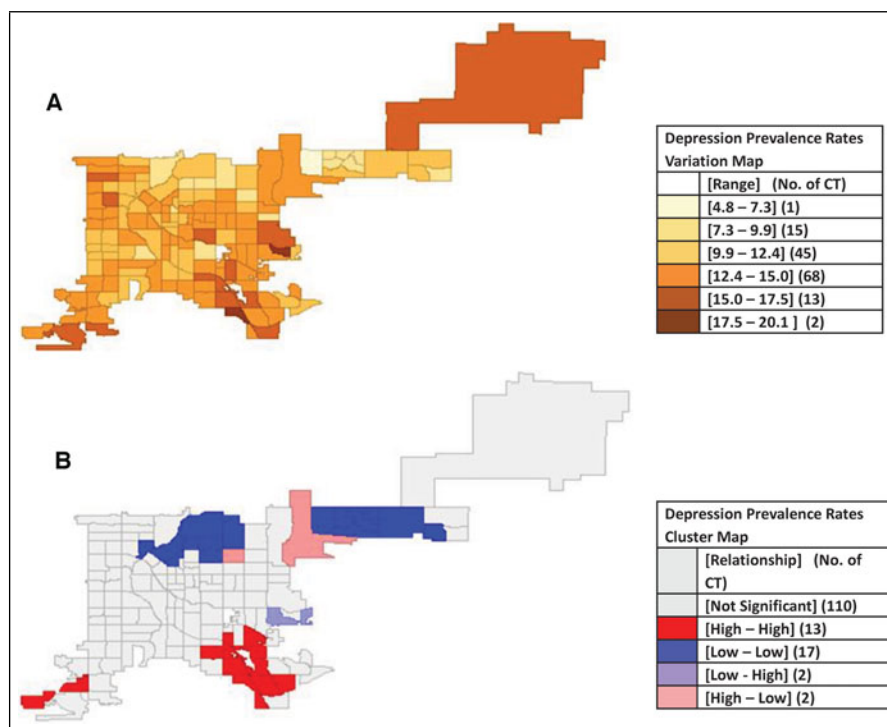 A
Depression Prevalence Rates
Variation Map
[Range] (No. of CT)
[4.8 – 7.3] (1)
[7.3 – 9.9] (15)
[9.9 – 12.4] (45)
[12.4 – 15.0] (68)
[15.0 – 17.5] (13)
[17.5 – 20.1 ] (2)
B
Depression Prevalence Rates
Cluster Map
[Relationship] (No. of
CT)
[Not Significant] (110)
[High – High] (13)
[Low – Low] (17)
[Low - High] (2)
[High – Low] (2)